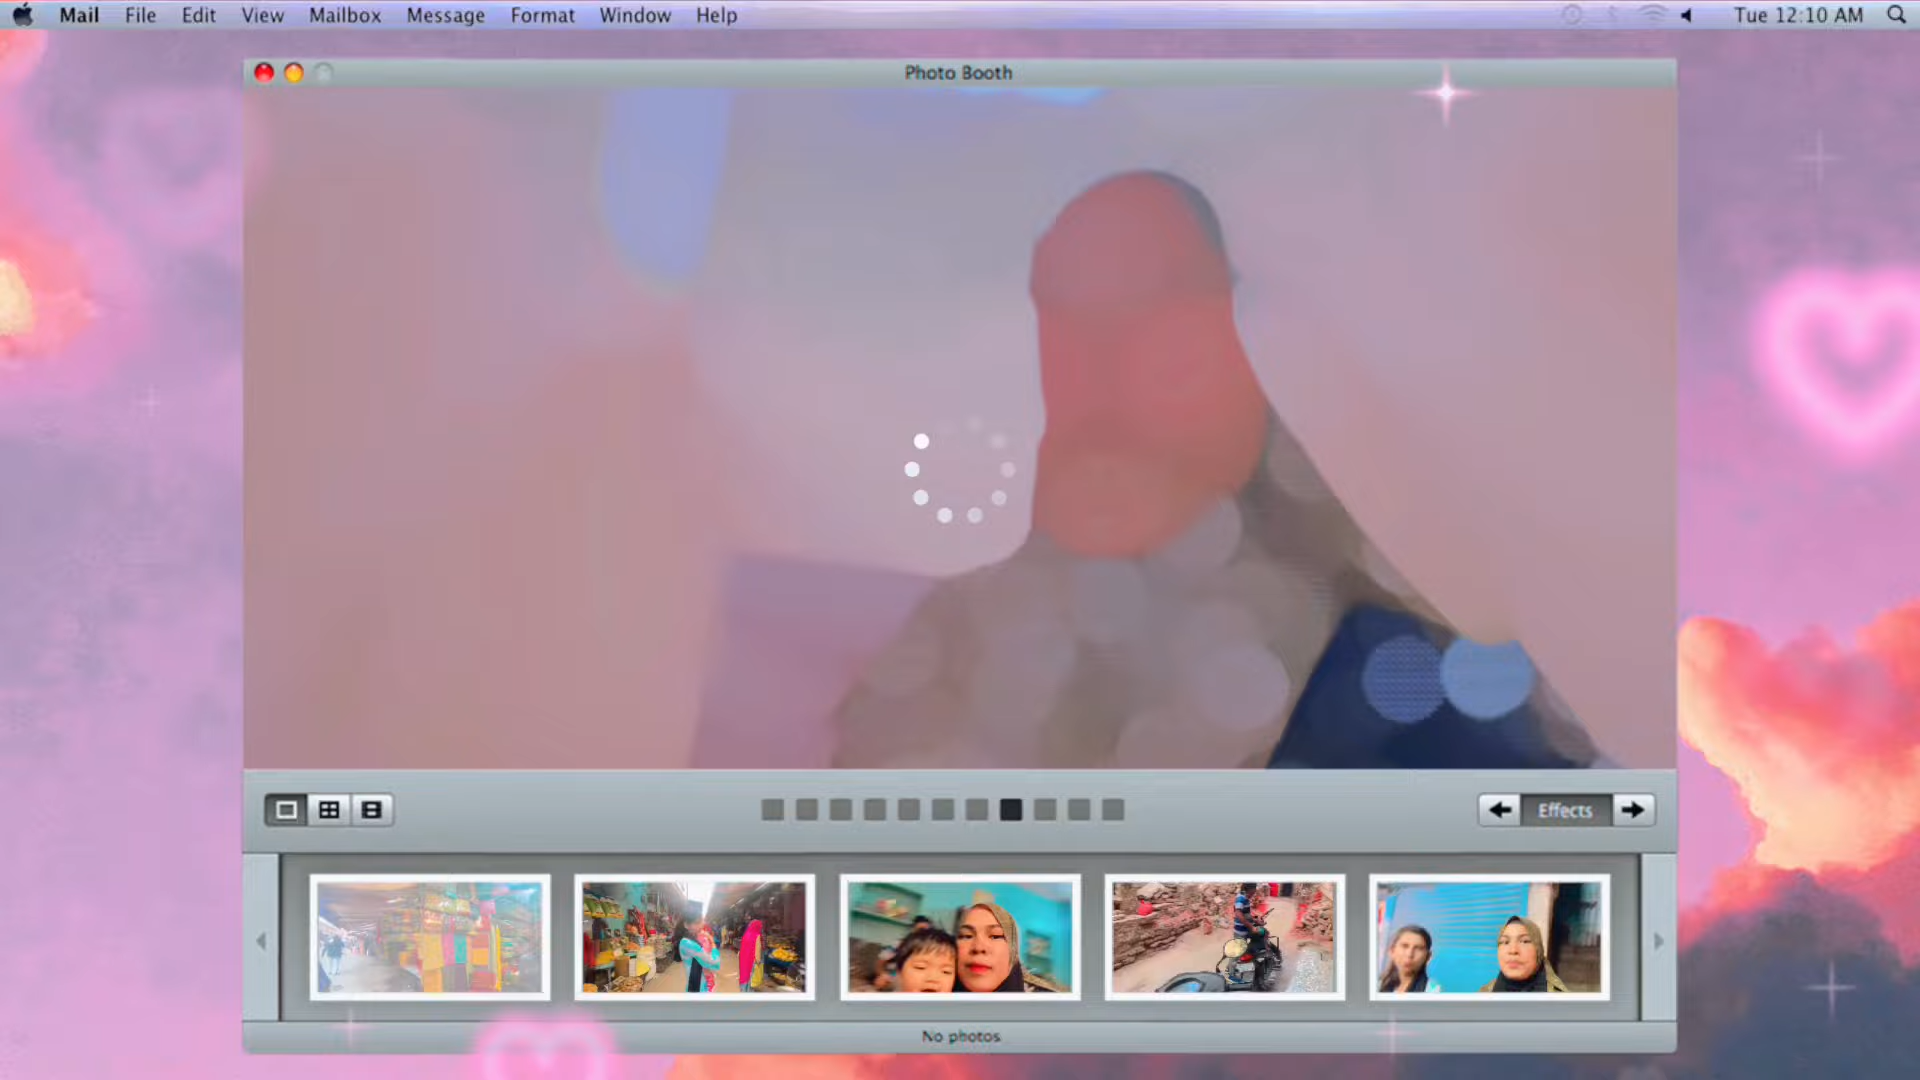 Mail File Edit View Mailbox Message Format Window Help Tue 12:10 AM
Photo Booth
Effects
No photos